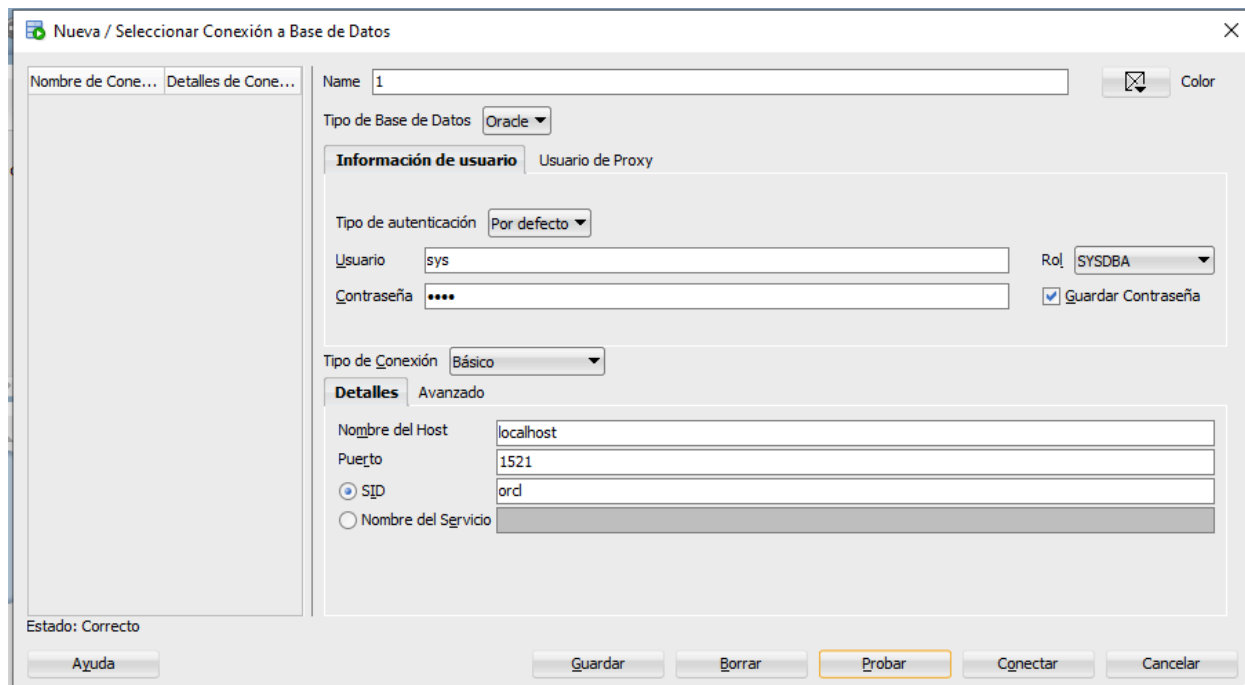 Nueva / Seleccionar Conexión a Base de Datos
Nombre de Cone... Detalles de Cone...
Name 1 Color
Tipo de Base de Datos Oracle
Información de usuario Usuario de Proxy
Tipo de autenticación Por defecto
Usuario sys Rol SYSDBA
Contraseña •••• Guardar Contraseña
Tipo de Conexión Básico
Detalles Avanzado
Nombre del Host localhost
Puerto 1521
SID orcl
Nombre del Servicio
Estado: Correcto
Ayuda Guardar Borrar Probar Conectar Cancelar